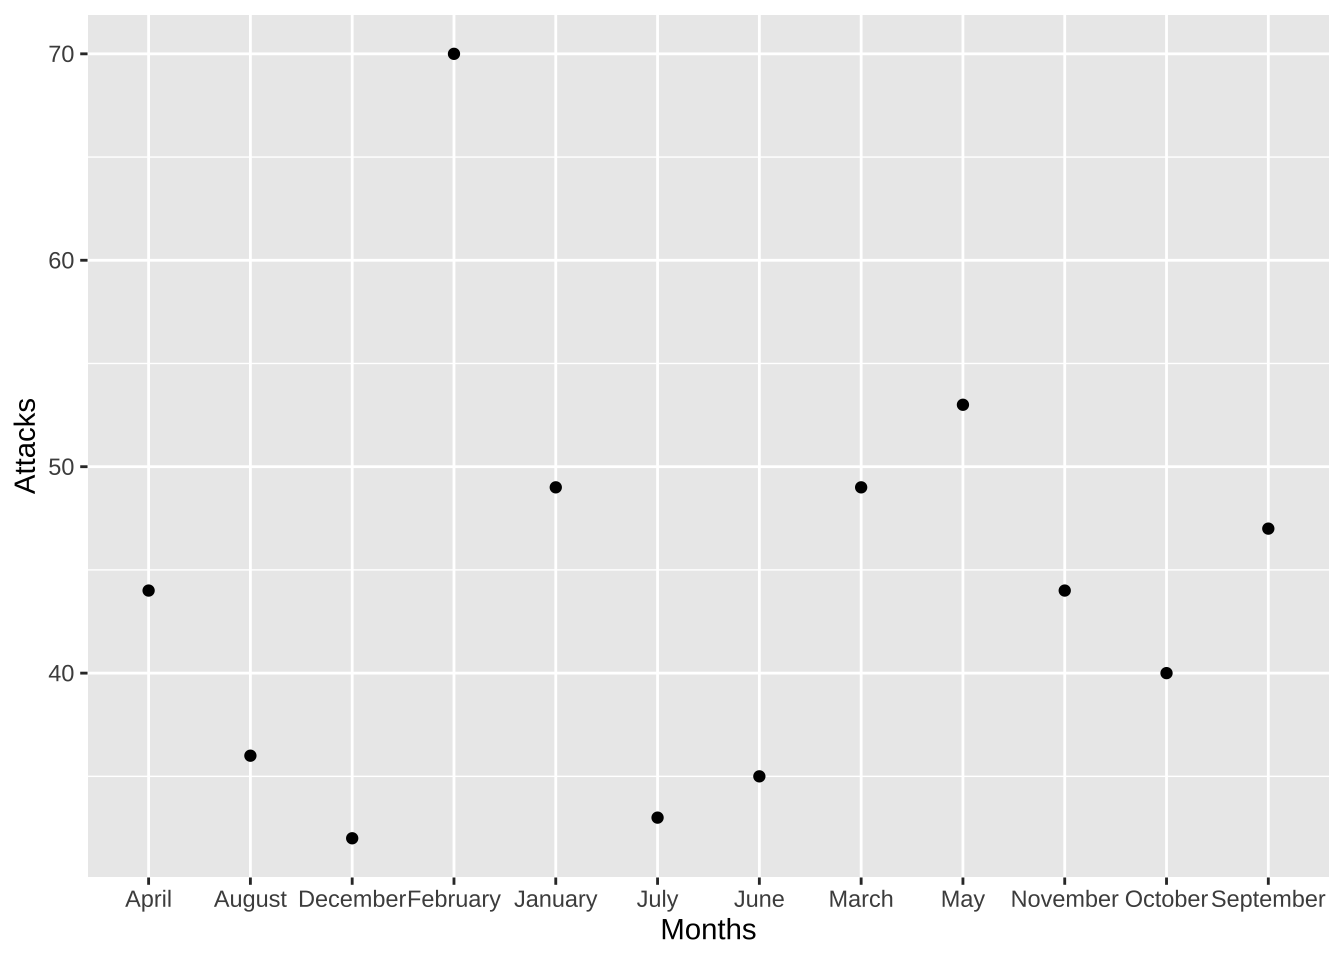 70
60
50
40
Attacks
April August December February January July June March May November October September
Months